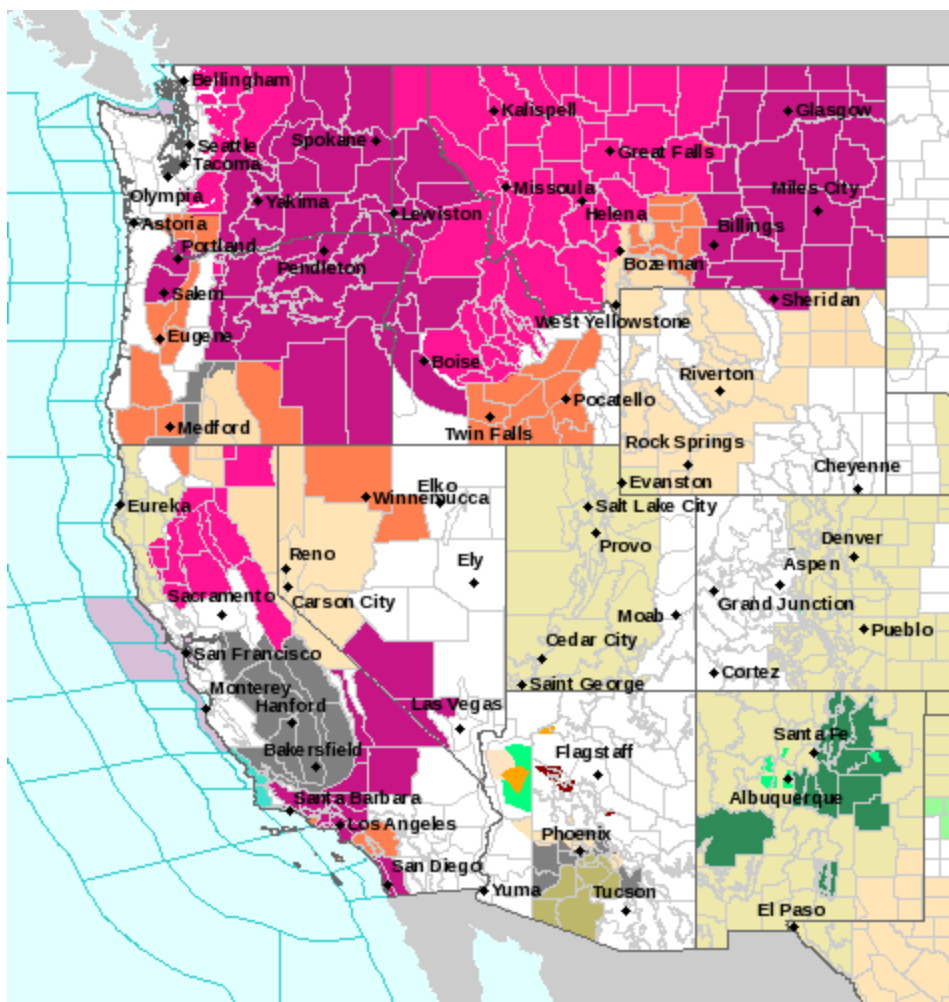 Bellingham
Kalispell
Glasgow
Spokane
Seattle
Great Falls
Tacoma
Missoula
Miles City
Olympia
Yakima
Lewiston
Helena
Astoria
Billings
Portland
Pendleton
Bozeman
Salem
Sheridan
West Yellowstone
Eugene
Boise
Riverton
Pocatello
Medford
Twin Falls
Rock Springs
Cheyenne
Elko
Evanston
Winnemucca
Eureka
Salt Lake City
Denver
Provo
Reno
Ely
Aspen
Sacramento
Carson City
Grand Junction
Moab
Pueblo
Cedar City
San Francisco
Cortez
Saint George
Monterey
Hanford
Las Vegas
Santa Fe
Bakersfield
Flagstaff
Albuquerque
Santa Barbara
Los Angeles
Phoenix
San Diego
Yuma
Tucson
El Paso